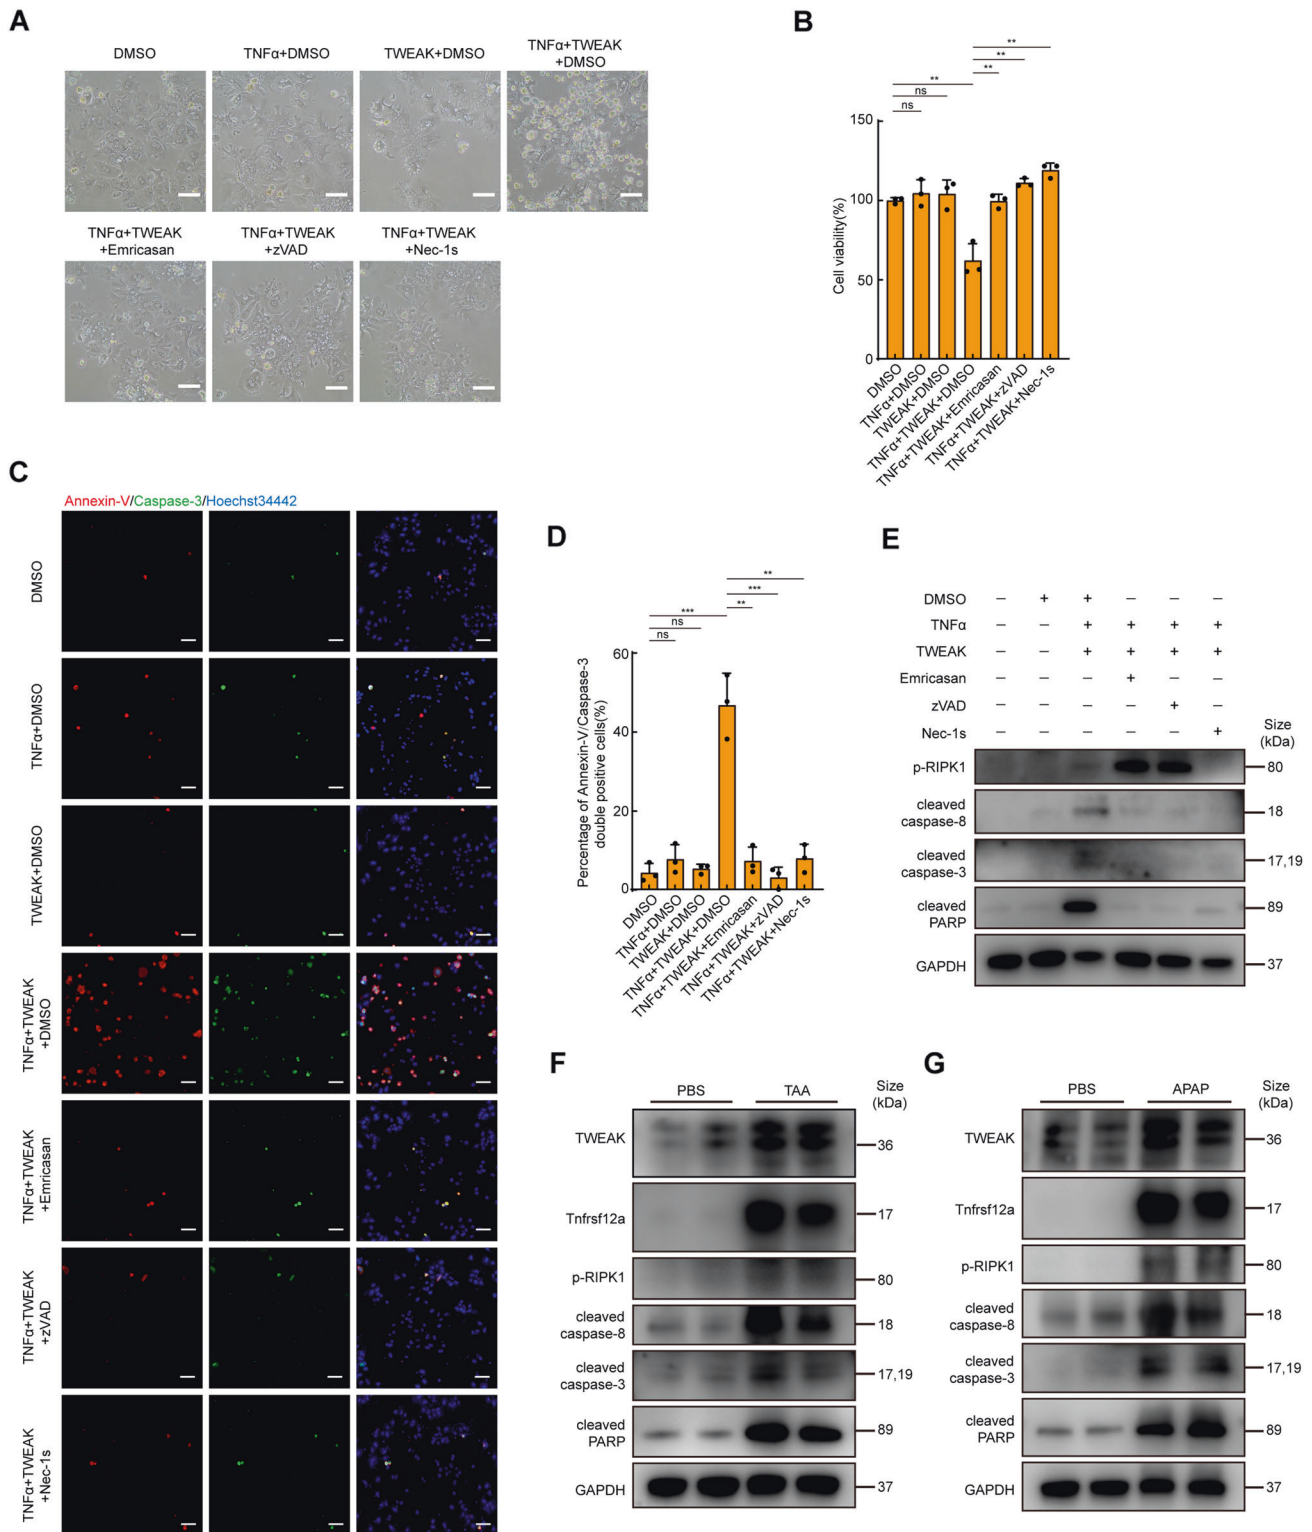 A
DMSO
TNFα+DMSO
TWEAK+DMSO
TNFα+TWEAK
+DMSO
TNFα+TWEAK
+Emricasan
TNFα+TWEAK
+zVAD
TNFα+TWEAK
+Nec-1s
B
**
**
**
**
ns
ns
150
100
50
0
Cell viability(%)
DMSO
TNFα+DMSO
TWEAK+DMSO
TNFα+TWEAK+DMSO
TNFα+TWEAK+Emricasan
TNFα+TWEAK+zVAD
TNFα+TWEAK+Nec-1s
C
Annexin-V/Caspase-3/Hoechst34442
DMSO
TNFα+DMSO
TWEAK+DMSO
TNFα+TWEAK
+DMSO
TNFα+TWEAK
+Emricasan
TNFα+TWEAK
+zVAD
TNFα+TWEAK
+Nec-1s
D
**
***
**
***
ns
ns
60
40
20
0
Percentage of Annexin-V/Caspase-3
double positive cells(%)
DMSO
TNFα+DMSO
TWEAK+DMSO
TNFα+TWEAK+DMSO
TNFα+TWEAK+Emricasan
TNFα+TWEAK+zVAD
TNFα+TWEAK+Nec-1s
E
DMSO – + + – – –
TNFα – – + + + +
TWEAK – – + + + +
Emricasan – – – + – –
zVAD – – – – + –
Nec-1s – – – – – +
Size
(kDa)
p-RIPK1 80
cleaved
caspase-8 18
cleaved
caspase-3 17,19
cleaved
PARP 89
GAPDH 37
F
PBS TAA Size
(kDa)
TWEAK 36
Tnfrsf12a 17
p-RIPK1 80
cleaved
caspase-8 18
cleaved
caspase-3 17,19
cleaved
PARP 89
GAPDH 37
G
PBS APAP Size
(kDa)
TWEAK 36
Tnfrsf12a 17
p-RIPK1 80
cleaved
caspase-8 18
cleaved
caspase-3 17,19
cleaved
PARP 89
GAPDH 37